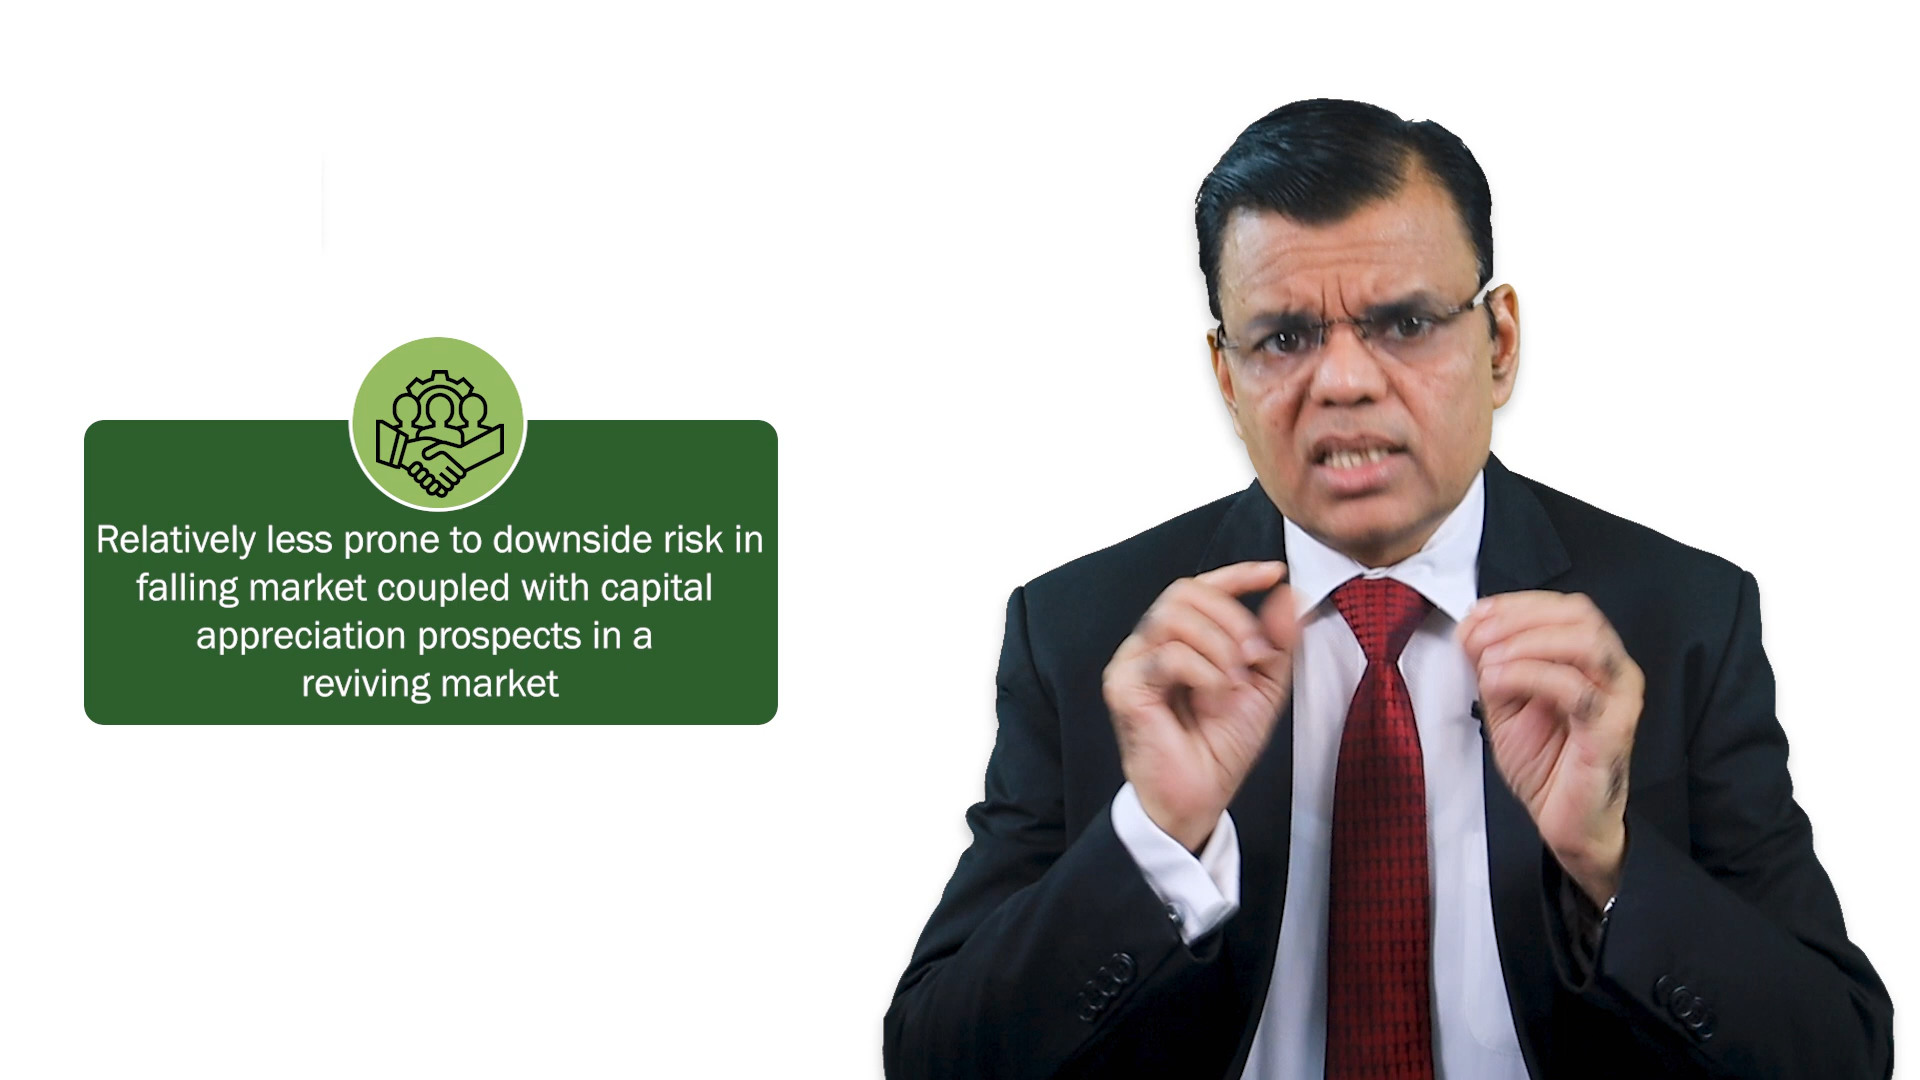 Relatively less prone to downside risk in
falling market coupled with capital
appreciation prospects in a
reviving market